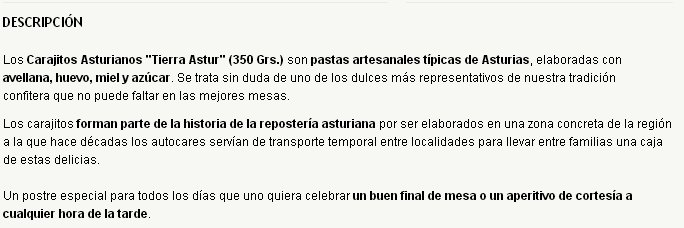 DESCRIPCIÓN
Los Carajitos Asturianos "Tierra Astur" (350 Grs.) son pastas artesanales típicas de Asturias, elaboradas con
avellana, huevo, miel y azúcar. Se trata sin duda de uno de los dulces más representativos de nuestra tradición
confitera que no puede faltar en las mejores mesas.
Los carajitos forman parte de la historia de la repostería asturiana por ser elaborados en una zona concreta de la región
a la que hace décadas los autocares servían de transporte temporal entre localidades para llevar entre familias una caja
de estas delicias.
Un postre especial para todos los días que uno quiera celebrar un buen final de mesa o un aperitivo de cortesía a
cualquier hora de la tarde.